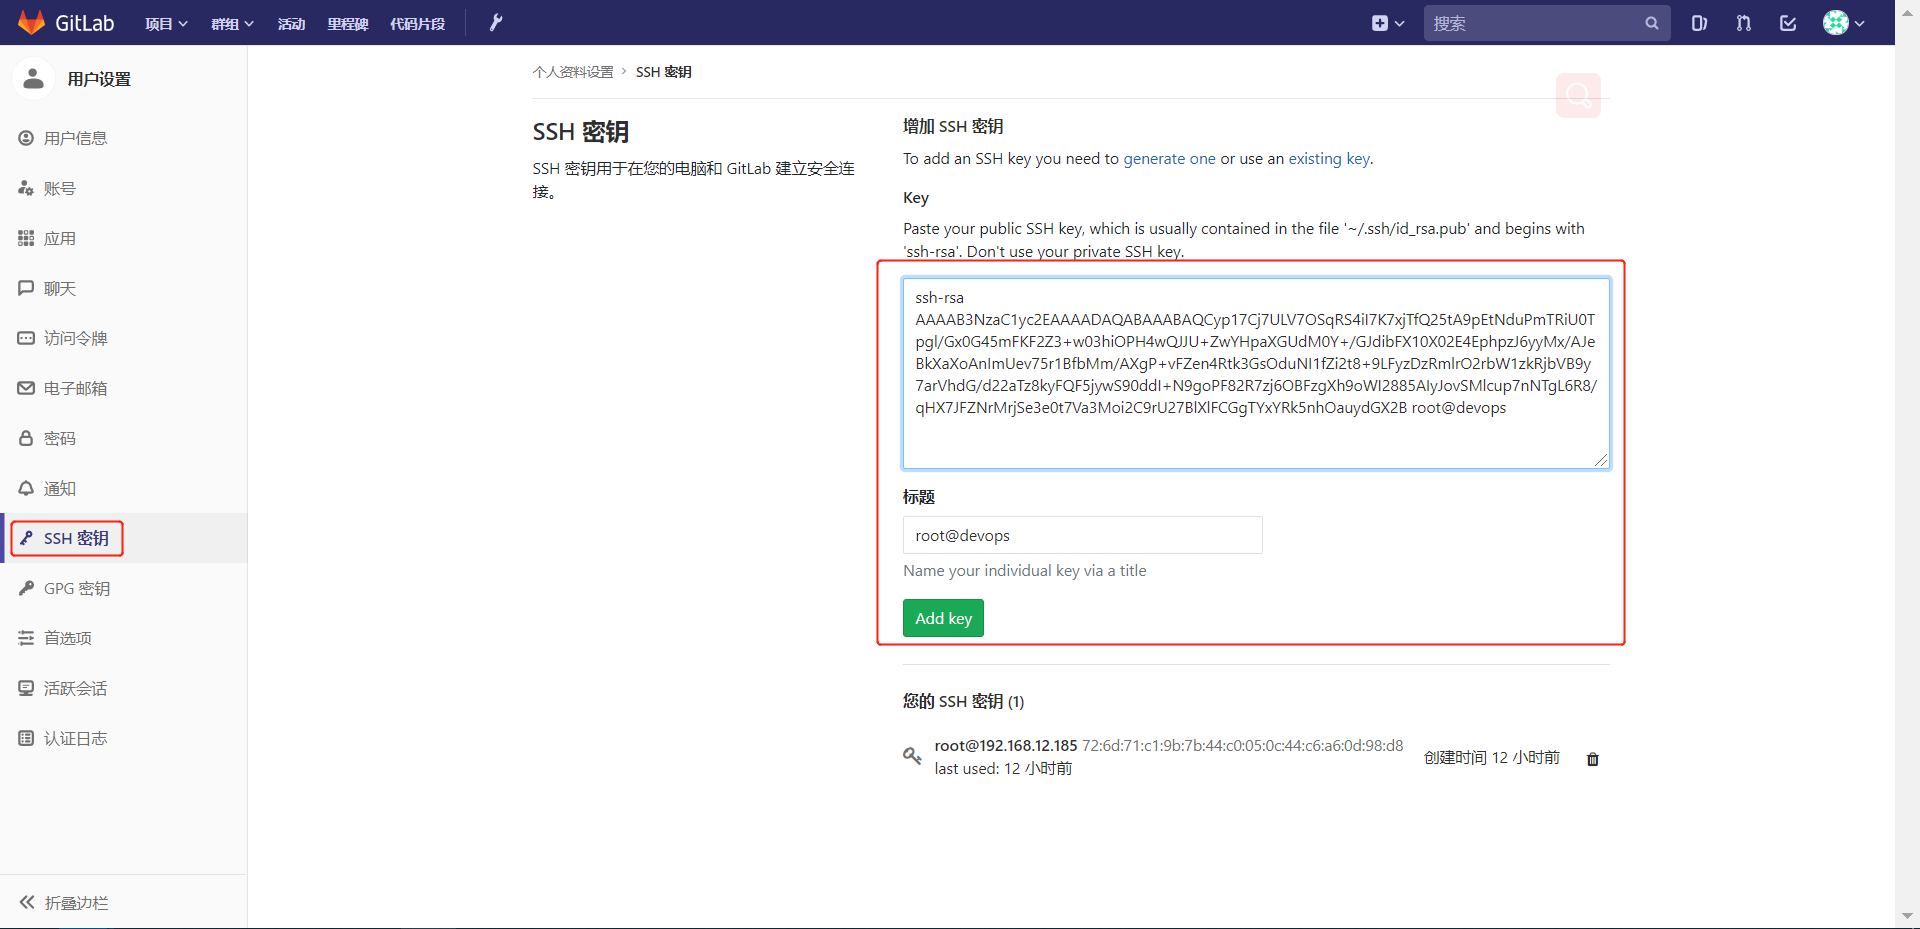 GitLab 项目 群组 活动 里程碑 代码片段 搜索
用户设置
用户信息
账号
应用
聊天
访问令牌
电子邮箱
密码
通知
SSH 密钥
GPG 密钥
首选项
活跃会话
认证日志
折叠边栏
个人资料设置 › SSH 密钥
SSH 密钥
SSH 密钥用于在您的电脑和 GitLab 建立安全连
接。
增加 SSH 密钥
To add an SSH key you need to generate one or use an existing key.
Key
Paste your public SSH key, which is usually contained in the file '~/.ssh/id_rsa.pub' and begins with
'ssh-rsa'. Don't use your private SSH key.
ssh-rsa
AAAAB3NzaC1yc2EAAAADAQABAAABAQCyp17Cj7ULV7OSqRS4iI7K7xjTfQ25tA9pEtNduPmTRiU0T
pgl/Gx0G45mFKF2Z3+w03hiOPH4wQJJU+ZwYHpaXGUdM0Y+/GJdibFX10X02E4EphpzJ6yyMx/AJe
BkXaXoAnImUev75r1BfbMm/AXgP+vFZen4Rtk3GsOduNI1fZi2t8+9LFyzDzRmlrO2rbW1zkRjbVB9y
7arVhdG/d22aTz8kyFQF5jywS90ddI+N9goPF82R7zj6OBFzgXh9oWI2885AIyJovSMlcup7nNTgL6R8/
qHX7JFZNrMrjSe3e0t7Va3Moi2C9rU27BlXlFCGgTYxYRk5nhOauydGX2B root@devops
标题
root@devops
Name your individual key via a title
Add key
您的 SSH 密钥 (1)
root@192.168.12.185 72:6d:71:c1:9b:7b:44:c0:05:0c:44:c6:a6:0d:98:d8
last used: 12 小时前
创建时间 12 小时前